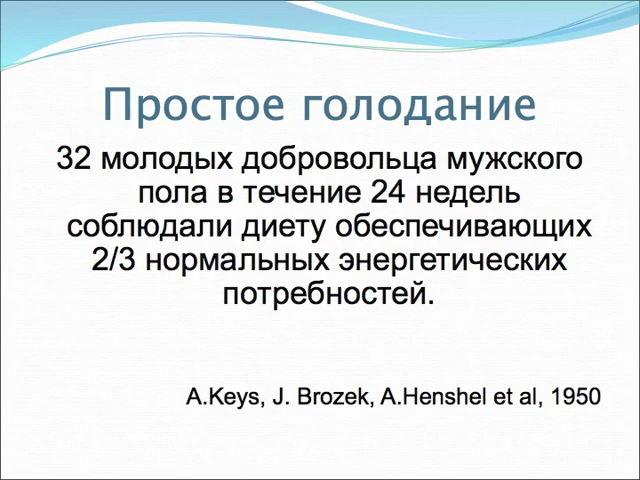 Простое голодание
32 молодых добровольца мужского
пола в течение 24 недель
соблюдали диету обеспечивающих
2/3 нормальных энергетических
потребностей.
A.Keys, J. Brozek, A.Henshel et al, 1950